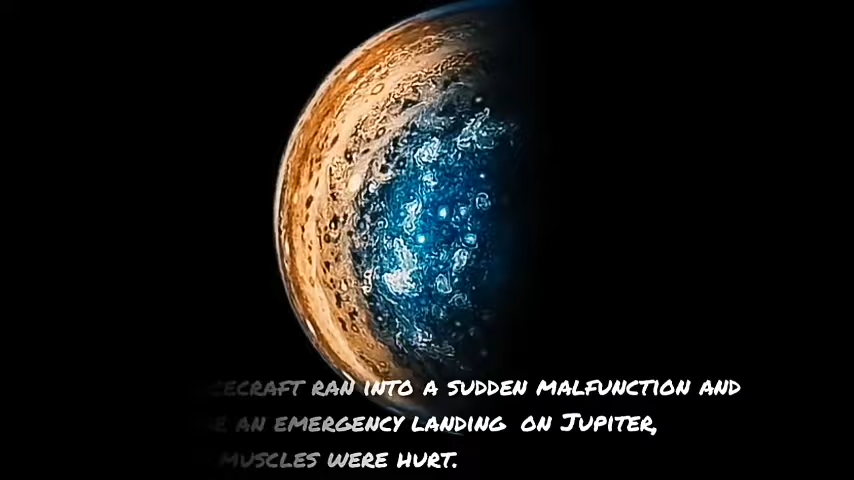 RAN INTO A SUDDEN MALFUNCTION AND
AN EMERGENCY LANDING ON JUPITER,
MUSCLES WERE HURT.